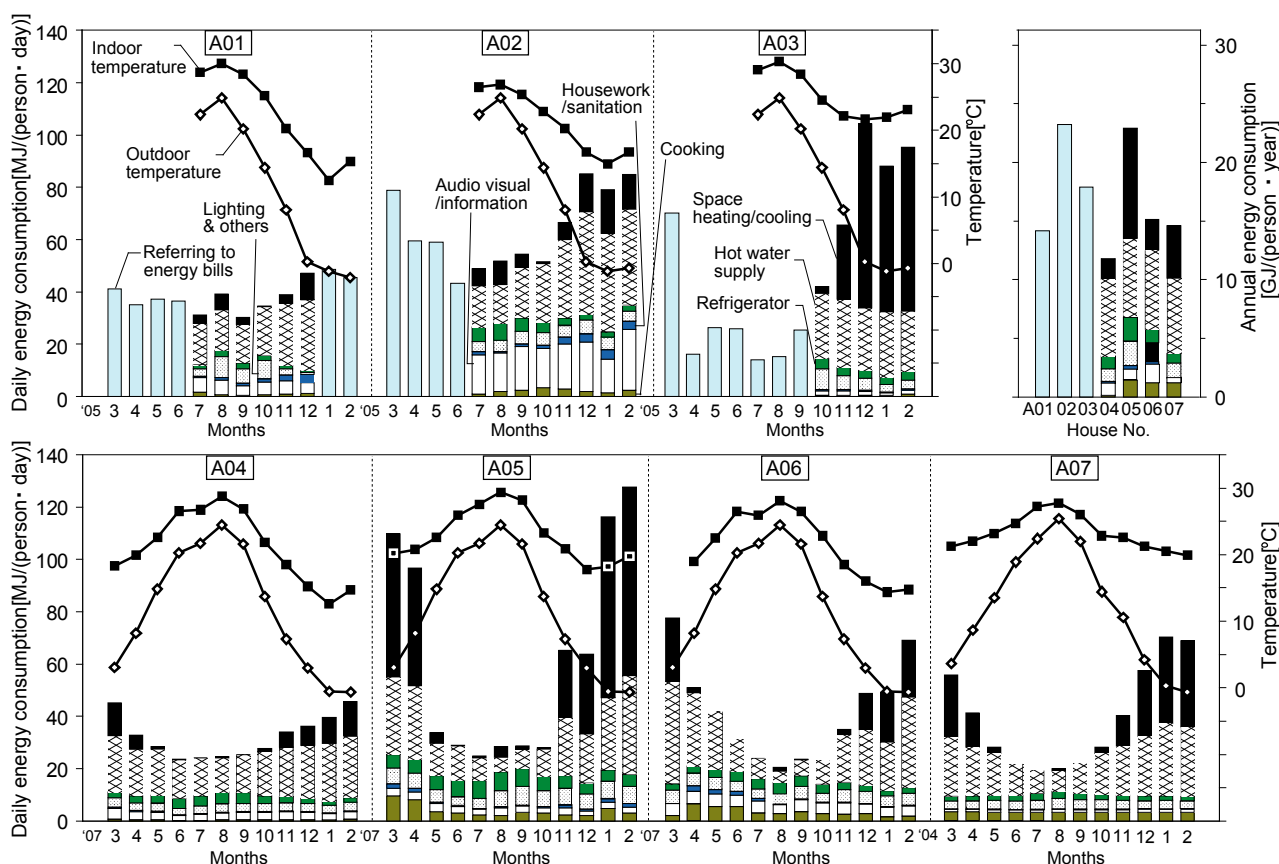 A01
A02
A03
Daily energy consumption[MJ/(person・day)]
140
120
100
80
60
40
20
0
Indoor
temperature
Outdoor
temperature
Lighting
& others
Referring to
energy bills
Audio visual
/information
Housework
/sanitation
Cooking
Space
heating/cooling
Hot water
supply
Refrigerator
30
20
10
0
Temperature[ºC]
'05 3 4 5 6 7 8 9 10 11 12 1 2 '05 3 4 5 6 7 8 9 10 11 12 1 2 '05 3 4 5 6 7 8 9 10 11 12 1 2
Months
Months
Months
30
20
10
0
Annual energy consumption
[GJ/(person・year)]
A01 02 03 04 05 06 07
House No.
A04
A05
A06
A07
Daily energy consumption[MJ/(person・day)]
140
120
100
80
60
40
20
0
30
20
10
0
Temperature[ºC]
'07 3 4 5 6 7 8 9 10 11 12 1 2 '07 3 4 5 6 7 8 9 10 11 12 1 2 '07 3 4 5 6 7 8 9 10 11 12 1 2 '04 3 4 5 6 7 8 9 10 11 12 1 2
Months
Months
Months
Months